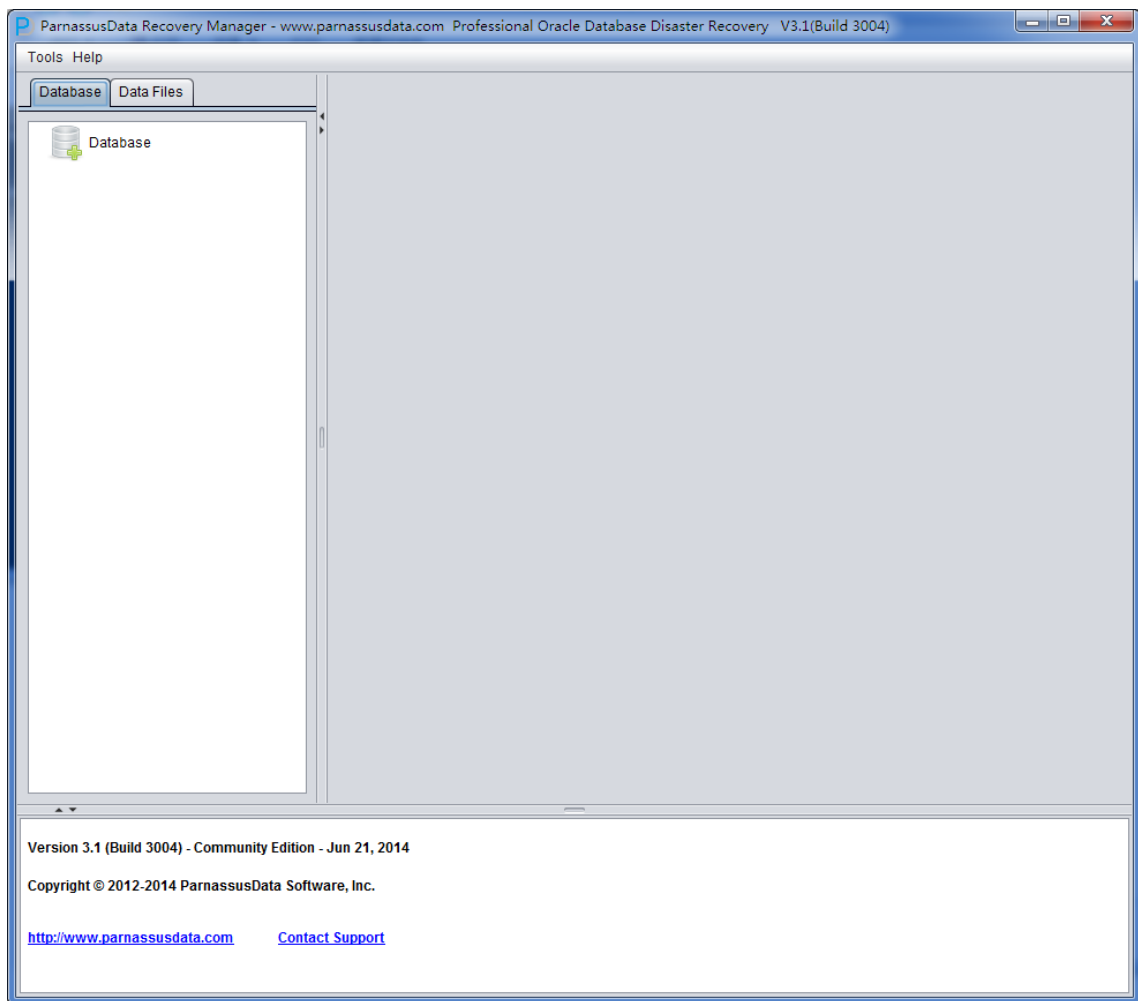 ParnassusData Recovery Manager - www.parnassusdata.com Professional Oracle Database Disaster Recovery V3.1(Build 3004)
Tools Help
Database Data Files
Database
Version 3.1 (Build 3004) - Community Edition - Jun 21, 2014
Copyright © 2012-2014 ParnassusData Software, Inc.
http://www.parnassusdata.com Contact Support